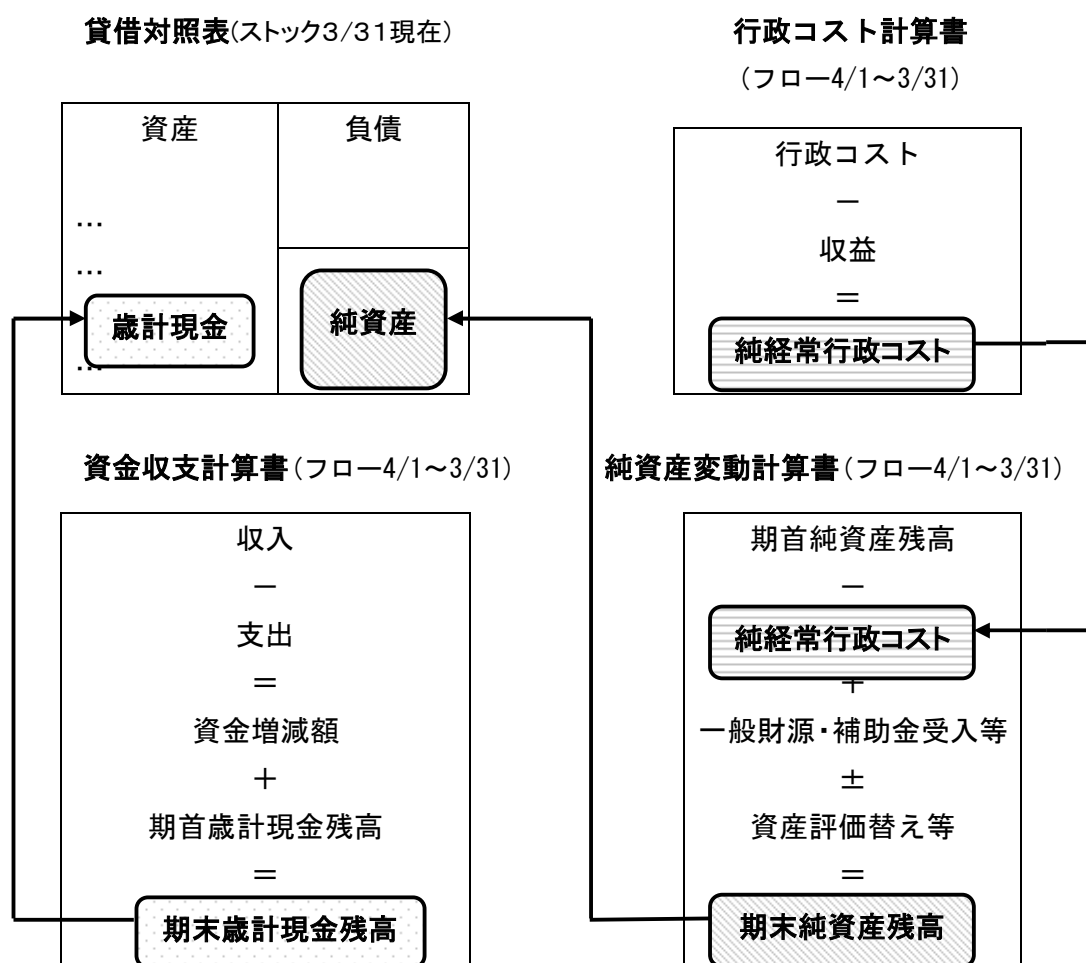 貸借対照表(ストック3/31現在)
資産
負債
…
…
歳計現金
純資産
…
行政コスト計算書
(フロー4/1～3/31)
行政コスト
－
収益
＝
純経常行政コスト
資金収支計算書(フロー4/1～3/31)
収入
－
支出
＝
資金増減額
＋
期首歳計現金残高
＝
期末歳計現金残高
純資産変動計算書(フロー4/1～3/31)
期首純資産残高
－
純経常行政コスト
＋
一般財源・補助金受入等
±
資産評価替え等
＝
期末純資産残高